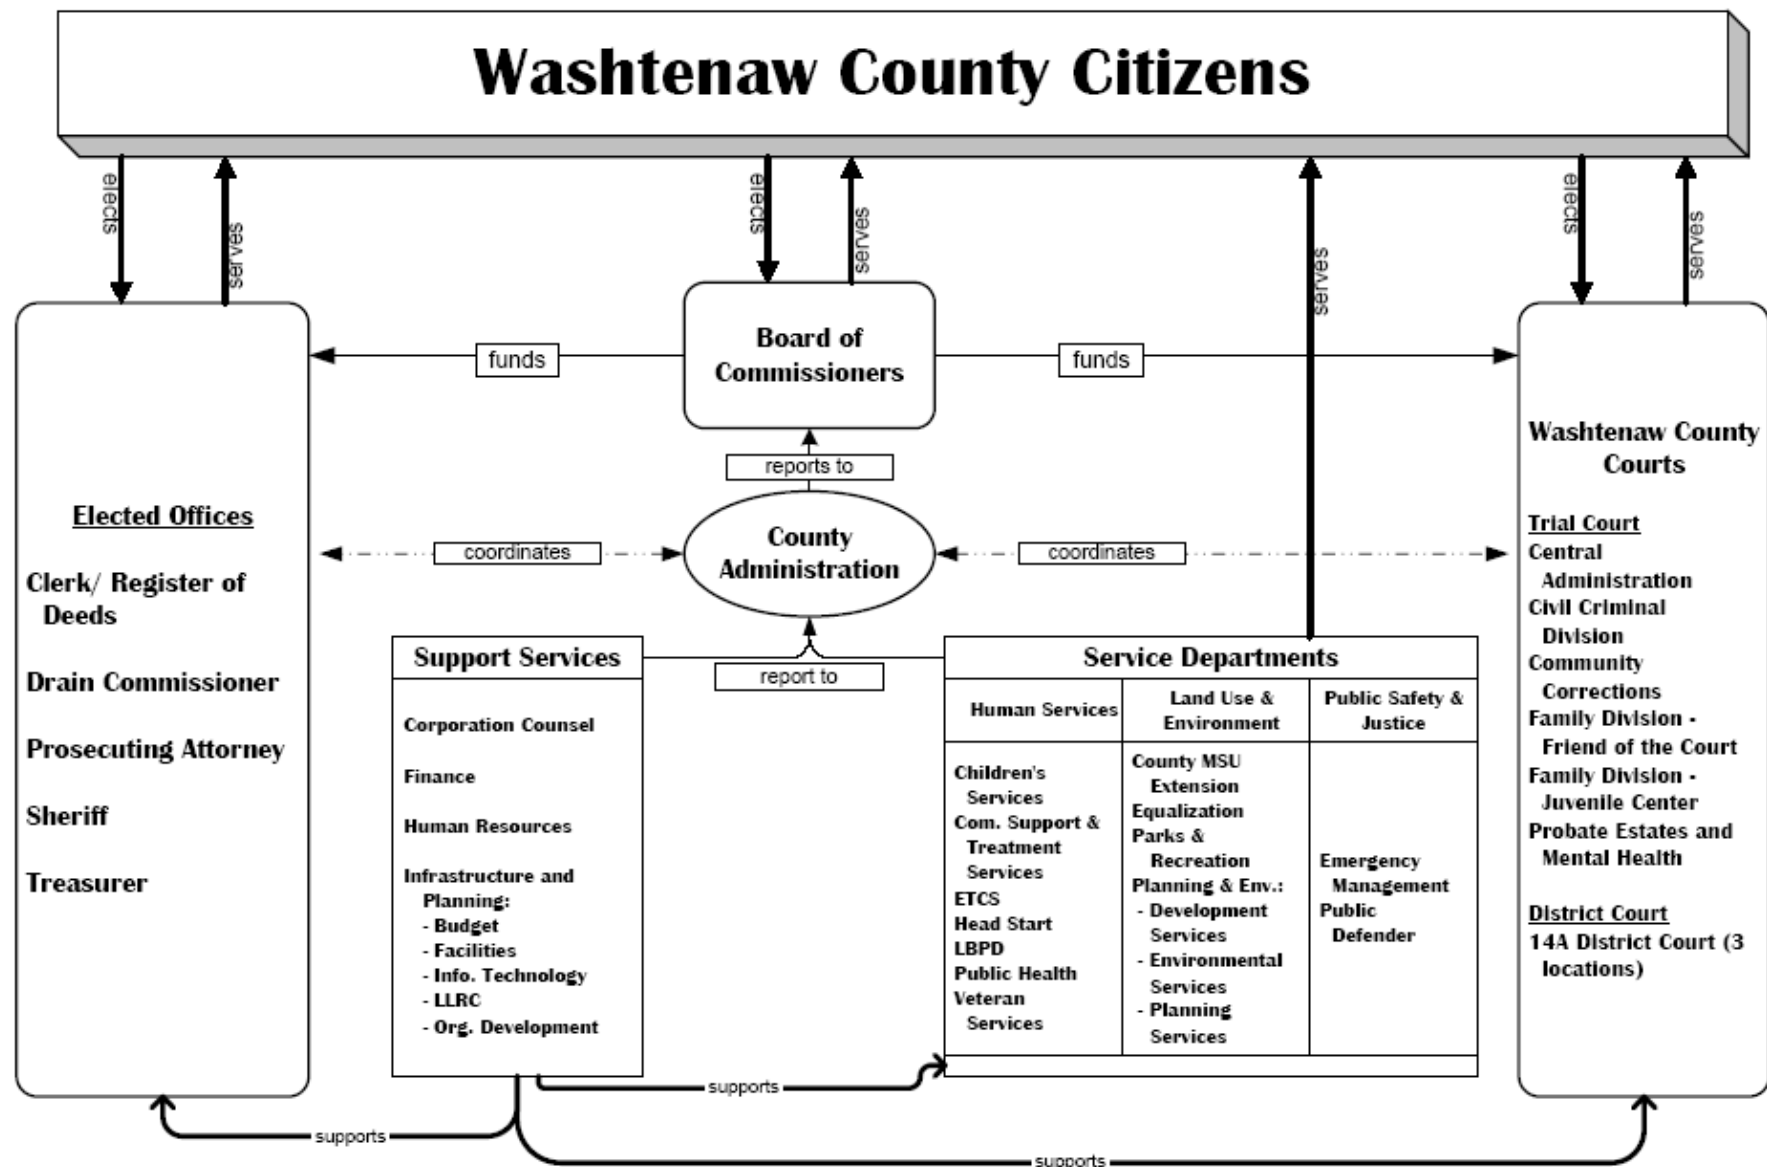 Washtenaw County Citizens
elects
serves
elects
serves
serves
elects
serves
Board of
Commissioners
funds
funds
reports to
County
Administration
coordinates
coordinates
report to
Elected Offices
Clerk/ Register of
Deeds
Drain Commissioner
Prosecuting Attorney
Sheriff
Treasurer
Support Services
Corporation Counsel
Finance
Human Resources
Infrastructure and
Planning:
- Budget
- Facilities
- Info. Technology
- LLRC
- Org. Development
Service Departments
Human Services
Children's
Services
Com. Support &
Treatment
Services
ETCS
Head Start
LBPD
Public Health
Veteran
Services
Land Use &
Environment
County MSU
Extension
Equalization
Parks &
Recreation
Planning & Env.:
- Development
Services
- Environmental
Services
- Planning
Services
Public Safety &
Justice
Emergency
Management
Public
Defender
Washtenaw County
Courts
Trial Court
Central
Administration
Civil Criminal
Division
Community
Corrections
Family Division -
Friend of the Court
Family Division -
Juvenile Center
Probate Estates and
Mental Health
District Court
14A District Court (3
locations)
supports
supports
supports